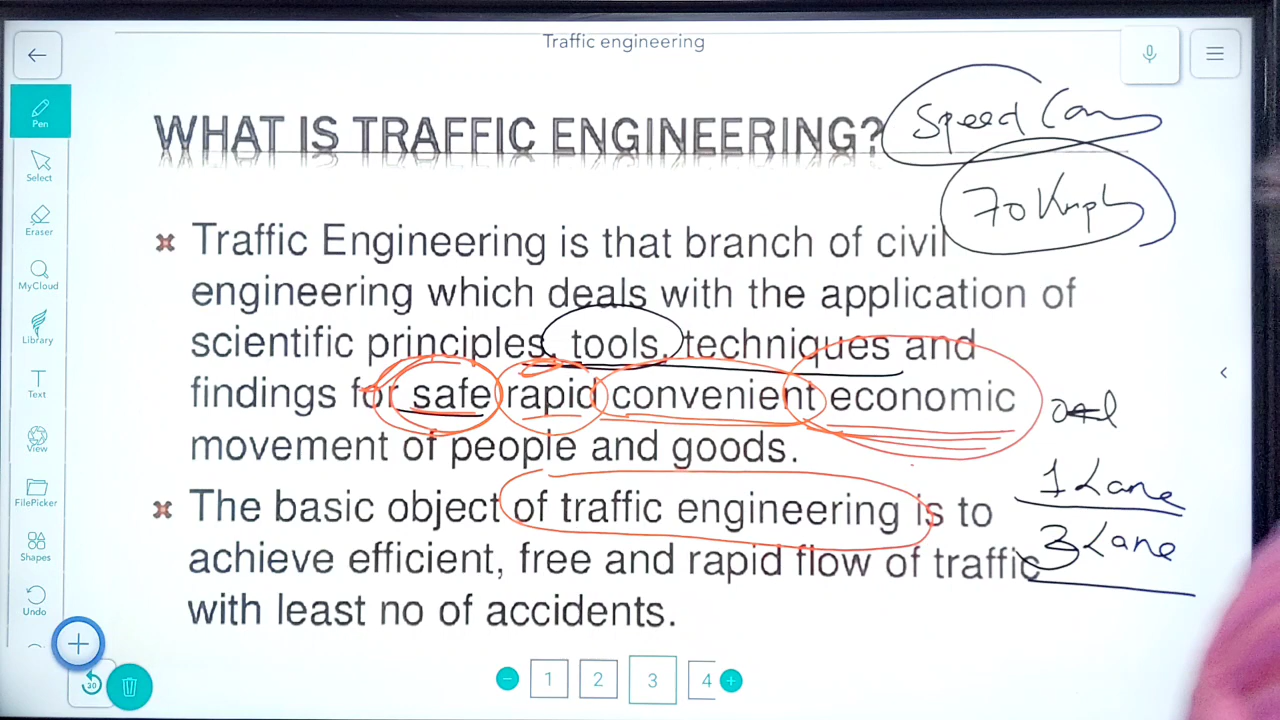 Traffic engineering
WHAT IS TRAFFIC ENGINEERING?
Speed Cam
70 Kmph
Traffic Engineering is that branch of civil
engineering which deals with the application of
scientific principles, tools, techniques and
findings for safe rapid convenient economic
movement of people and goods.
The basic object of traffic engineering is to
achieve efficient, free and rapid flow of traffic
with least no of accidents.
1 Lane
3 Lane
Pen
Select
Eraser
MyCloud
Library
Text
View
FilePicker
Shapes
Undo
30
1 2 3 4